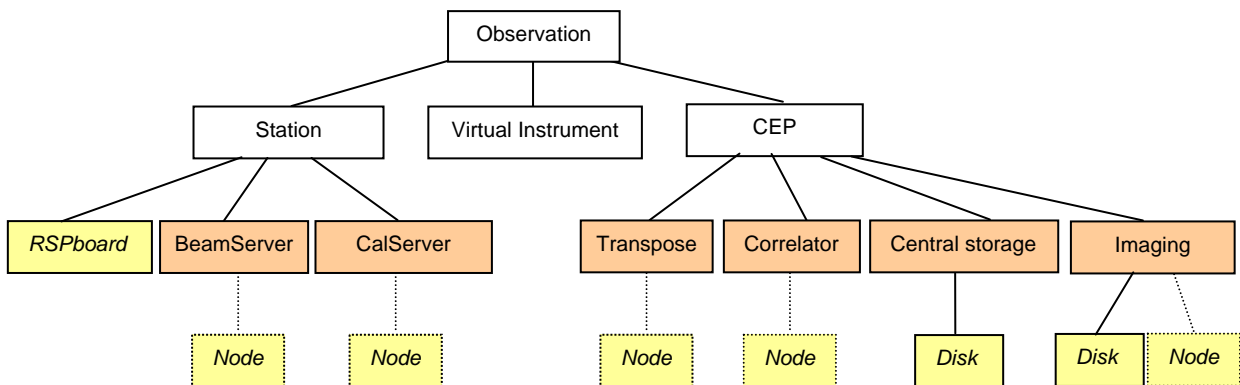 Observation
Station
Virtual Instrument
CEP
RSPboard
BeamServer
CalServer
Transpose
Correlator
Central storage
Imaging
Node
Node
Node
Node
Disk
Disk
Node